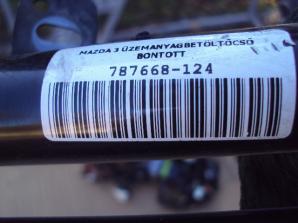 MAZDA 3 ÜZEMANYAGBETÖLTŐCSŐ
BONTOTT
787668-124